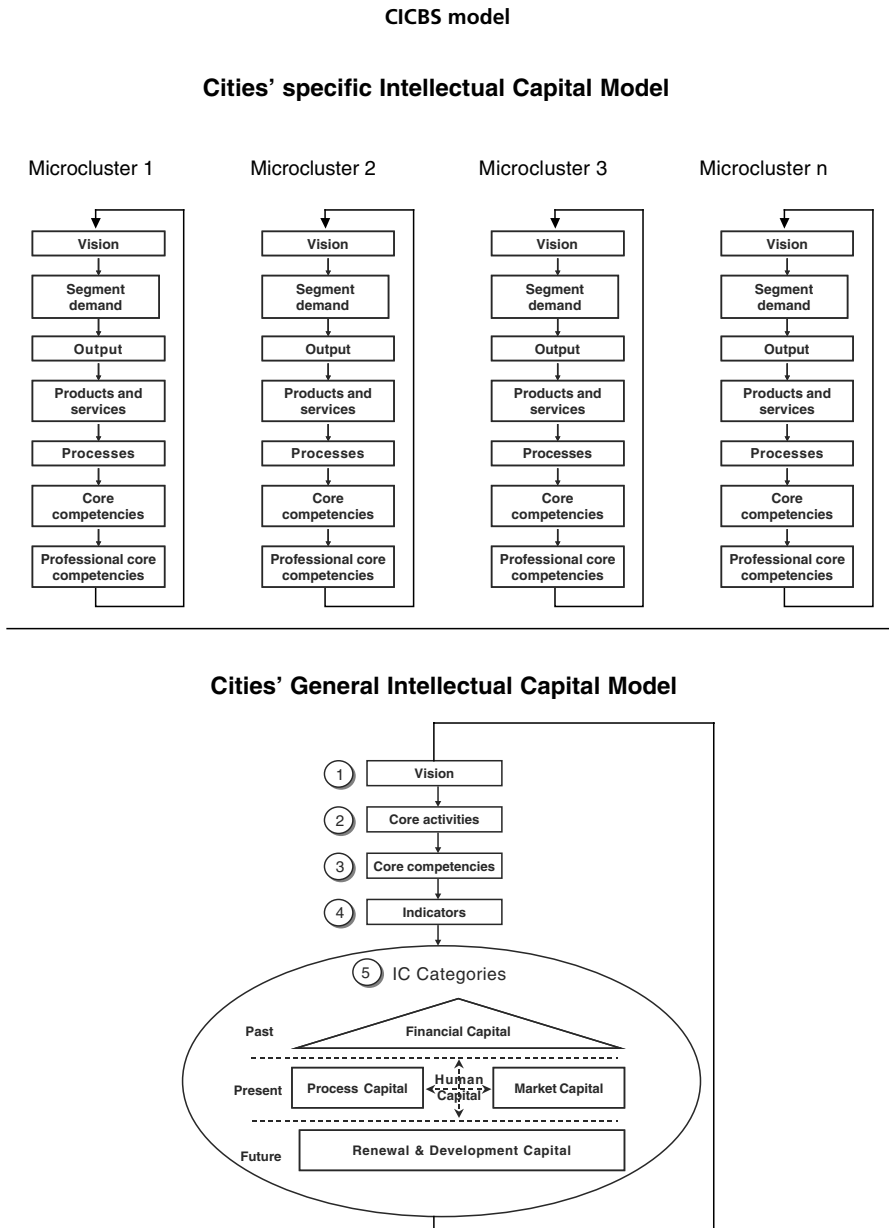 CICBS model
Cities' specific Intellectual Capital Model
Microcluster 1
Vision
Segment
demand
Output
Products and
services
Processes
Core
competencies
Professional core
competencies
Microcluster 2
Vision
Segment
demand
Output
Products and
services
Processes
Core
competencies
Professional core
competencies
Microcluster 3
Vision
Segment
demand
Output
Products and
services
Processes
Core
competencies
Professional core
competencies
Microcluster n
Vision
Segment
demand
Output
Products and
services
Processes
Core
competencies
Professional core
competencies
Cities' General Intellectual Capital Model
1 Vision
2 Core activities
3 Core competencies
4 Indicators
5 IC Categories
Past
Financial Capital
Present
Process Capital
Human
Capital
Market Capital
Future
Renewal & Development Capital